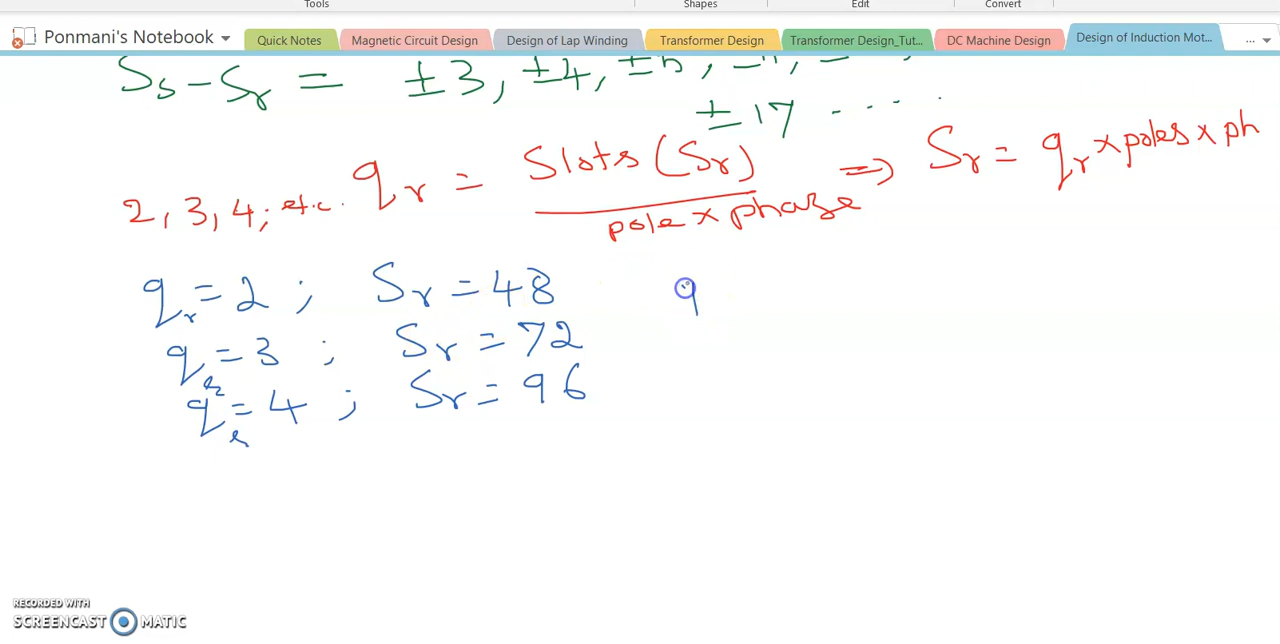 Tools Shapes Edit Convert
Ponmani's Notebook Quick Notes Magnetic Circuit Design Design of Lap Winding Transformer Design Transformer Design_Tut... DC Machine Design Design of Induction Mot... ...
Ss - Sr = ±3, ±4,
±17 ....
qr = Slots (Sr) / pole × phase ⇒ Sr = qr × poles × ph
2, 3, 4, etc.
qr = 2 ; Sr = 48 q
qr = 3 ; Sr = 72
qr = 4 ; Sr = 96
RECORDED WITH
SCREENCAST MATIC